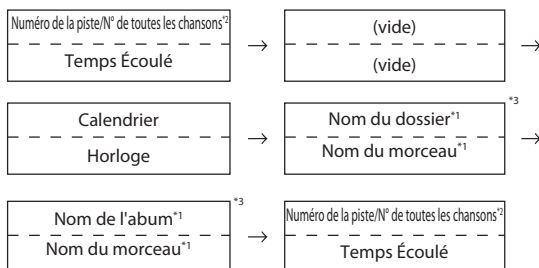 Numéro de la piste/N° de toutes les chansons*2
Temps Écoulé
→
(vide)
(vide)
→
Calendrier
Horloge
→
Nom du dossier*1
Nom du morceau*1
*3
→
Nom de l'abum*1
Nom du morceau*1
*3
→
Numéro de la piste/N° de toutes les chansons*2
Temps Écoulé